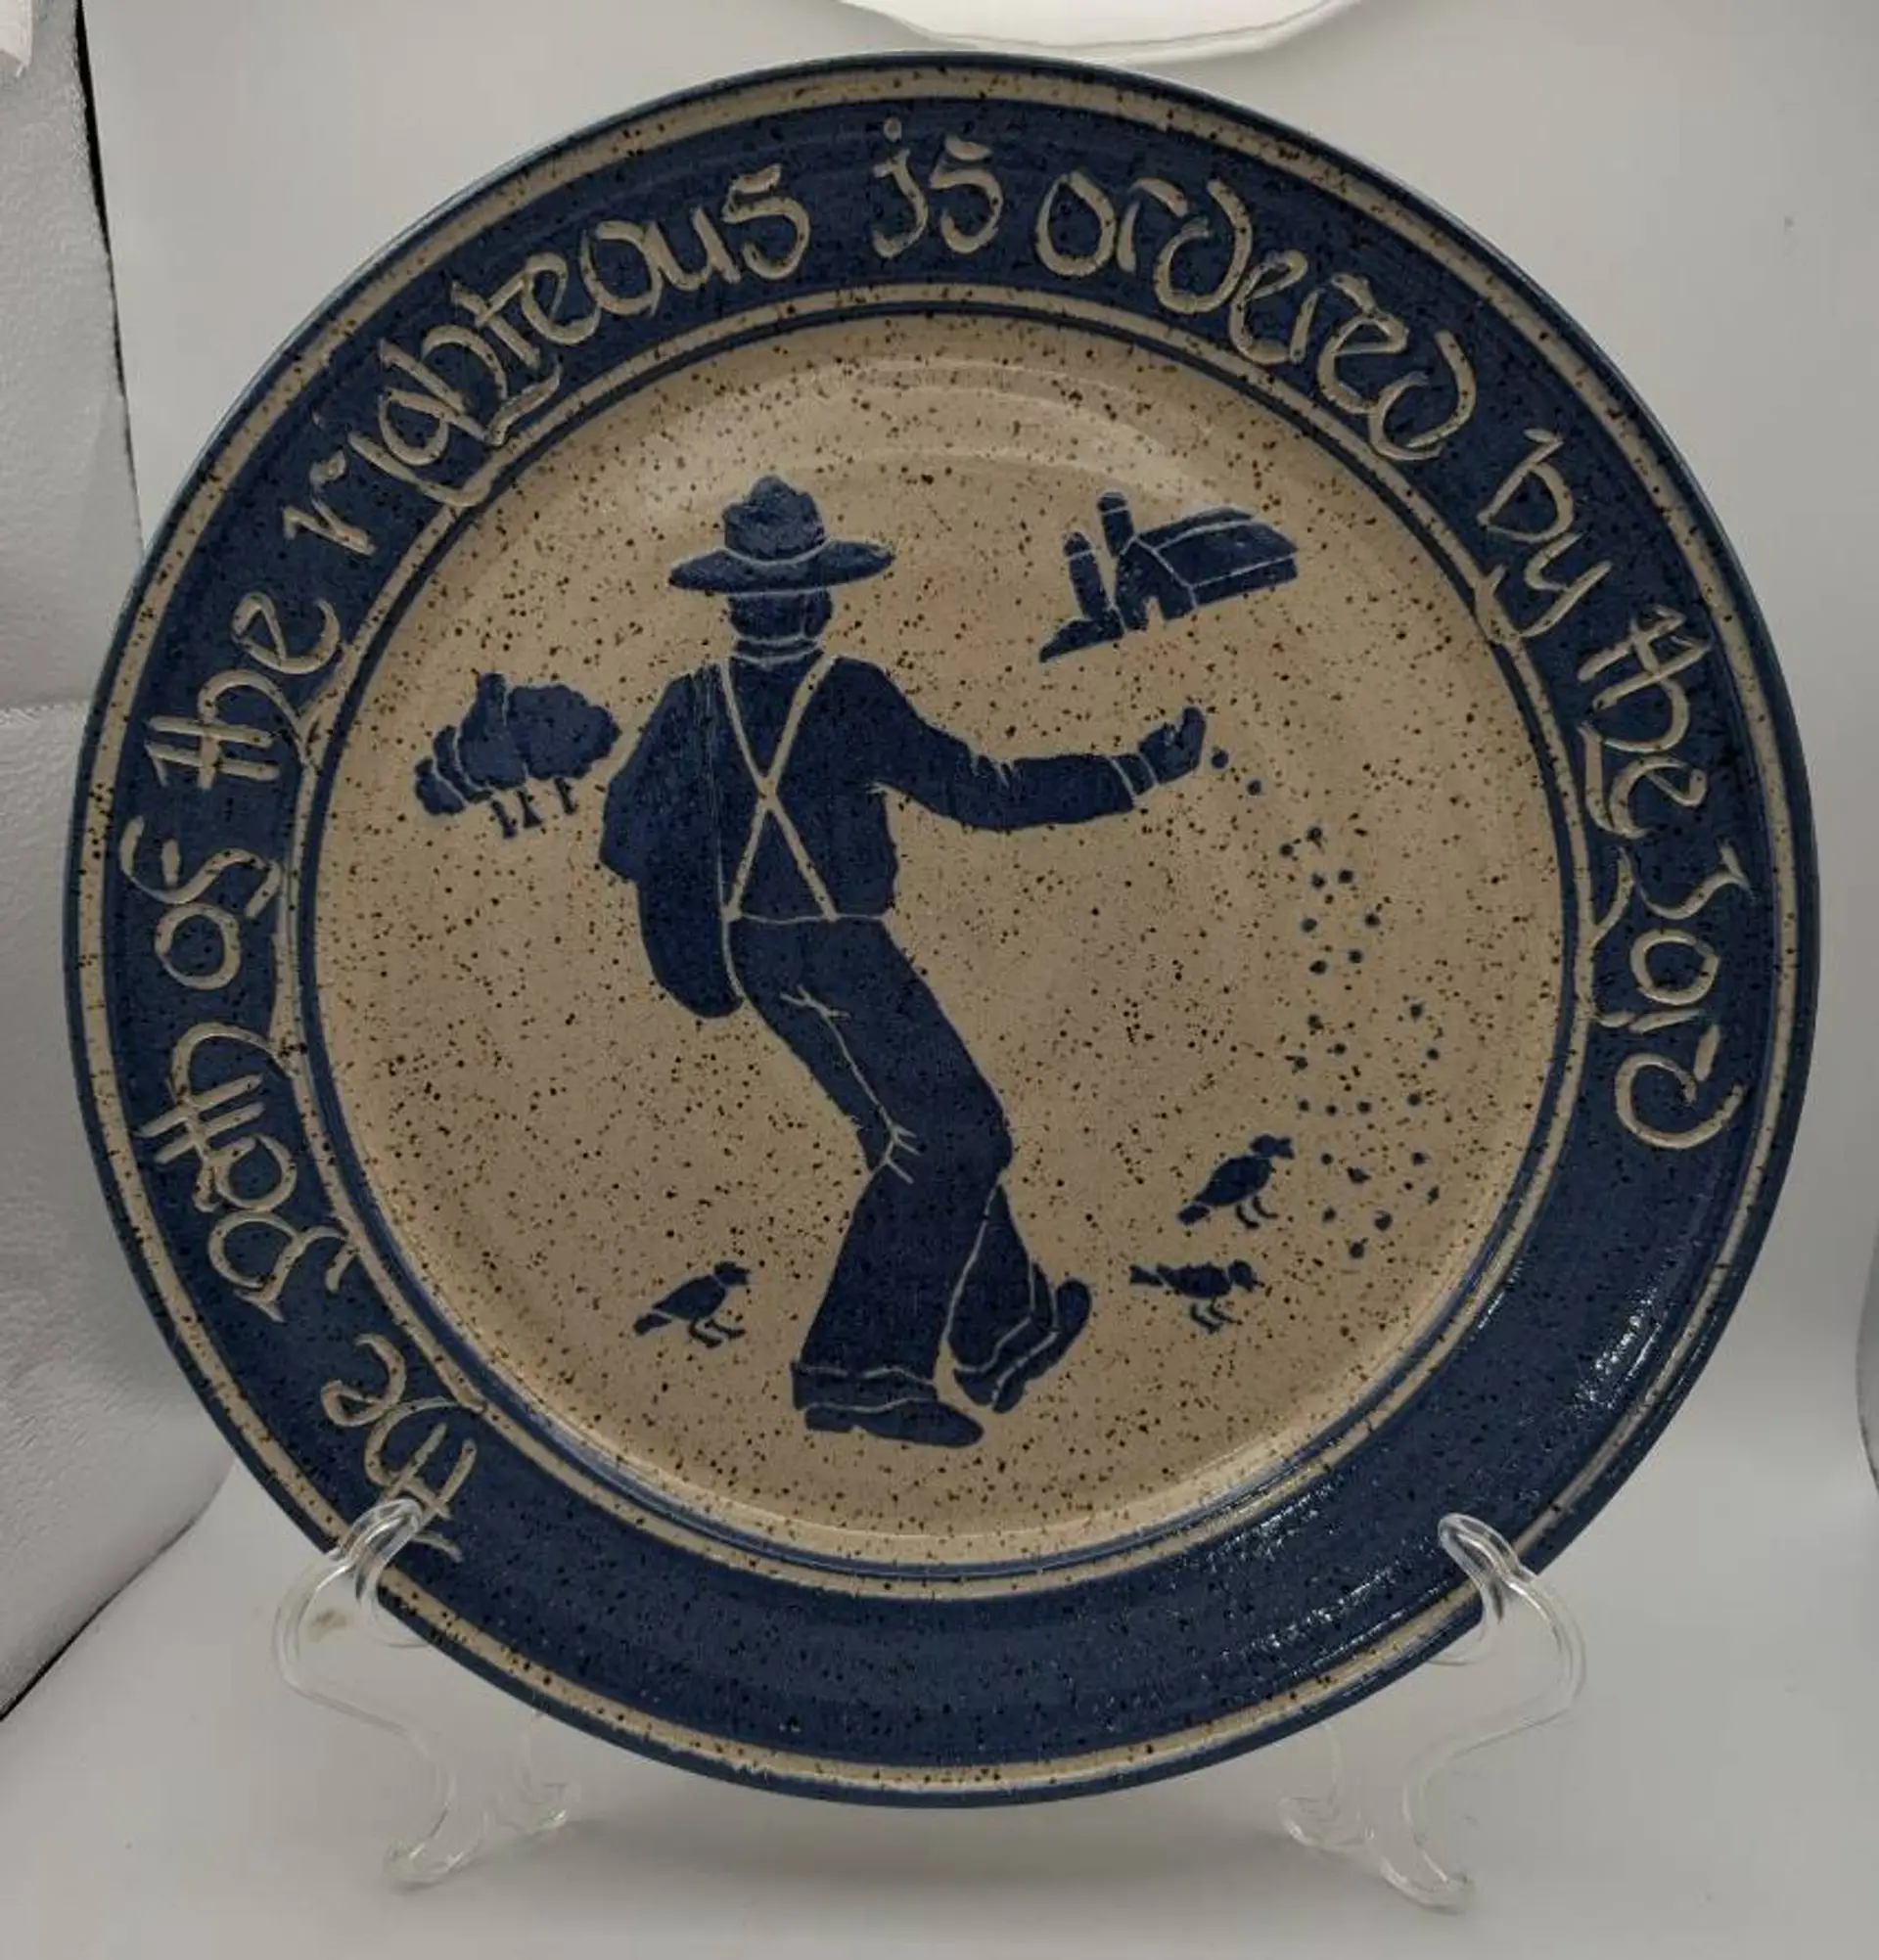 The path of the righteous is ordered by the Lord